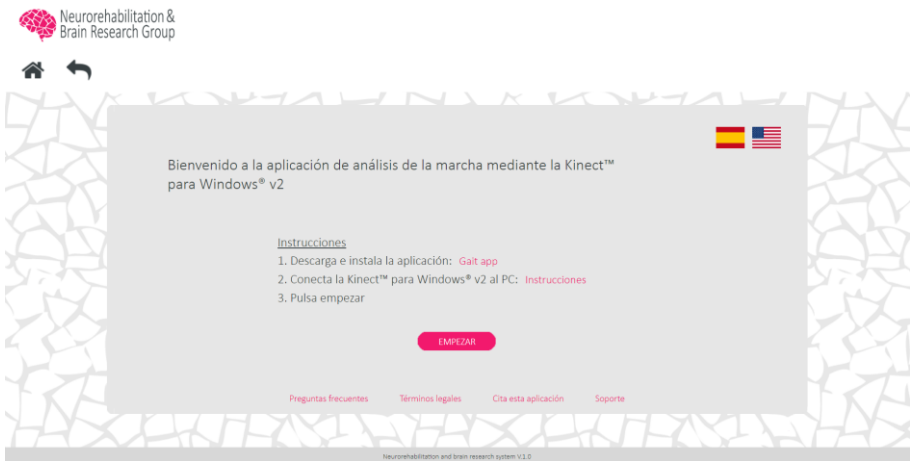 Neurorehabilitation &
Brain Research Group
Bienvenido a la aplicación de análisis de la marcha mediante la Kinect™
para Windows® v2
Instrucciones
1. Descarga e instala la aplicación: Gait app
2. Conecta la Kinect™ para Windows® v2 al PC: Instrucciones
3. Pulsa empezar
EMPEZAR
Preguntas frecuentes Términos legales Cita esta aplicación Soporte
Neurorehabilitation and brain research system V.1.0